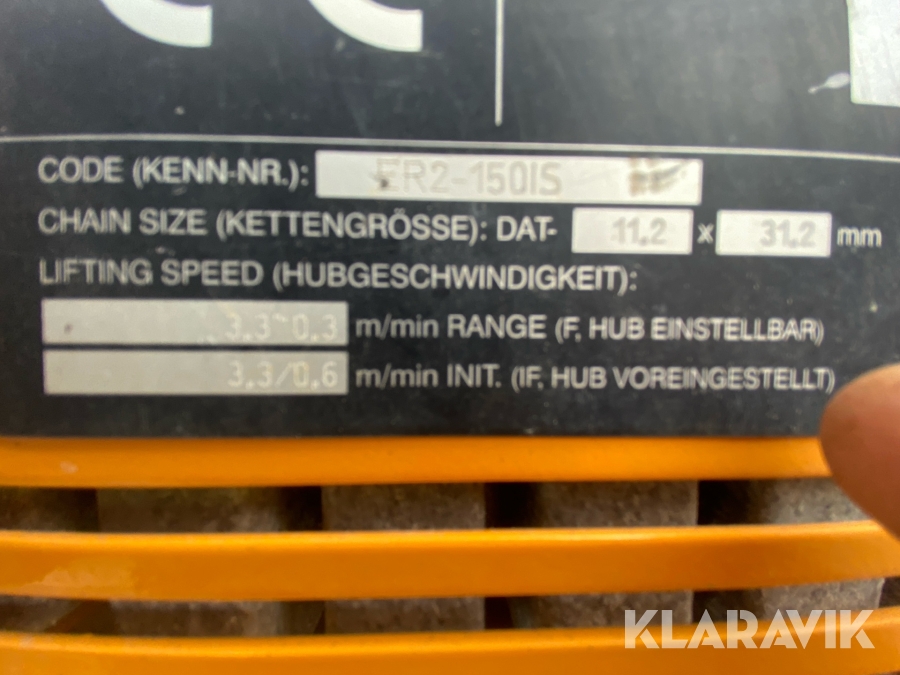 CE
CODE (KENN-NR.): ER2-150IS
CHAIN SIZE (KETTENGRÖSSE): DAT- 11.2 x 31.2 mm
LIFTING SPEED (HUBGESCHWINDIGKEIT):
3.3~0.3 m/min RANGE (F, HUB EINSTELLBAR)
3.3/0.6 m/min INIT. (IF, HUB VOREINGESTELLT)
KLARAVIK